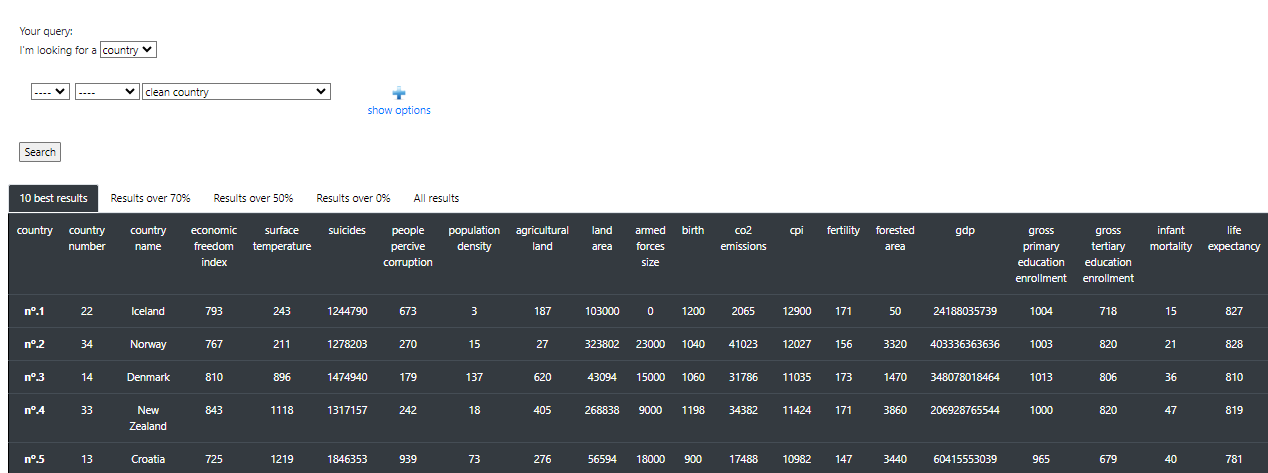 Your query:
I'm looking for a country
---- ---- clean country
show options
Search
10 best results Results over 70% Results over 50% Results over 0% All results
country country number country name economic freedom index surface temperature suicides people percive corruption population density agricultural land land area armed forces size birth co2 emissions cpi fertility forested area gdp gross primary education enrollment gross tertiary education enrollment infant mortality life expectancy
nº.1 22 Iceland 793 243 1244790 673 3 187 103000 0 1200 2065 12900 171 50 24188035739 1004 718 15 827
nº.2 34 Norway 767 211 1278203 270 15 27 323802 23000 1040 41023 12027 156 3320 403336363636 1003 820 21 828
nº.3 14 Denmark 810 896 1474940 179 137 620 43094 15000 1060 31786 11035 173 1470 348078018464 1013 806 36 810
nº.4 33 New Zealand 843 1118 1317157 242 18 405 268838 9000 1198 34382 11424 171 3860 206928765544 1000 820 47 819
nº.5 13 Croatia 725 1219 1846353 939 73 276 56594 18000 900 17488 10982 147 3440 60415553039 965 679 40 781